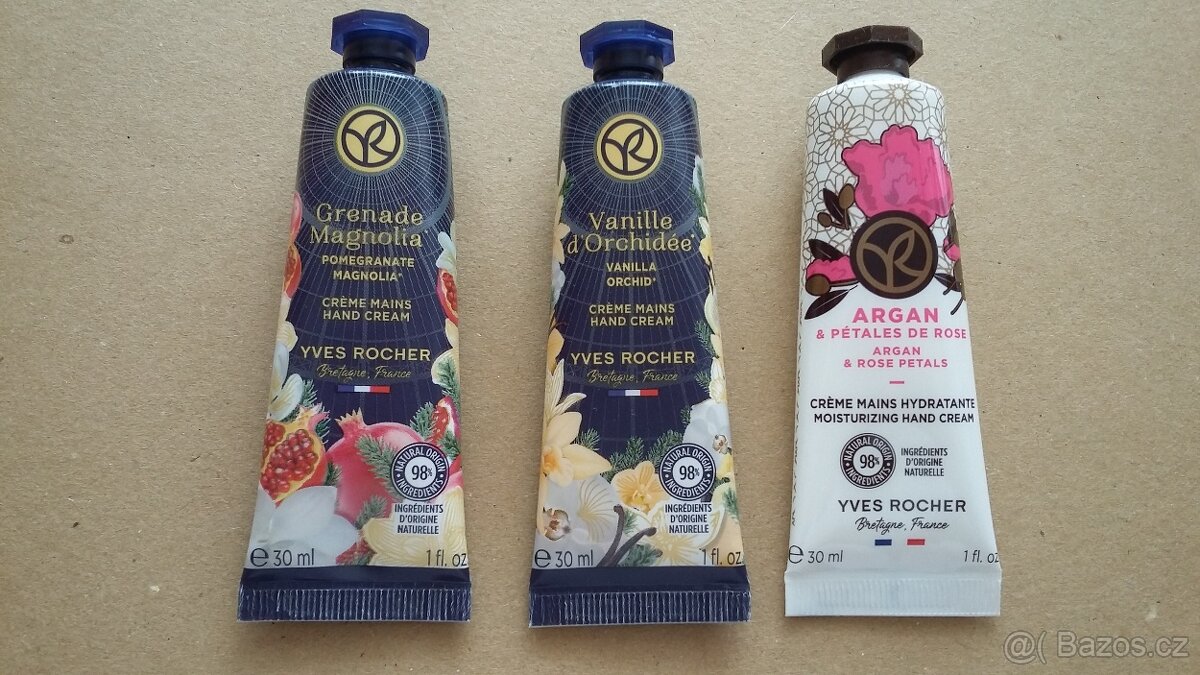 Grenade
Magnolia
POMEGRANATE
MAGNOLIA*
CRÈME MAINS
HAND CREAM
YVES ROCHER
Bretagne, France
NATURAL ORIGIN
98%
INGREDIENTS
INGRÉDIENTS
D'ORIGINE
NATURELLE
e 30 ml
1 fl. oz
Vanille
d'Orchidée*
VANILLA
ORCHID*
CRÈME MAINS
HAND CREAM
YVES ROCHER
Bretagne, France
NATURAL ORIGIN
98%
INGREDIENTS
INGRÉDIENTS
D'ORIGINE
NATURELLE
e 30 ml
1 fl. oz
ARGAN
& PÉTALES DE ROSE
ARGAN
& ROSE PETALS
CRÈME MAINS HYDRATANTE
MOISTURIZING HAND CREAM
NATURAL ORIGIN
98%
INGREDIENTS
INGRÉDIENTS
D'ORIGINE
NATURELLE
YVES ROCHER
Bretagne, France
e 30 ml
1 fl. oz
@( Bazos.cz